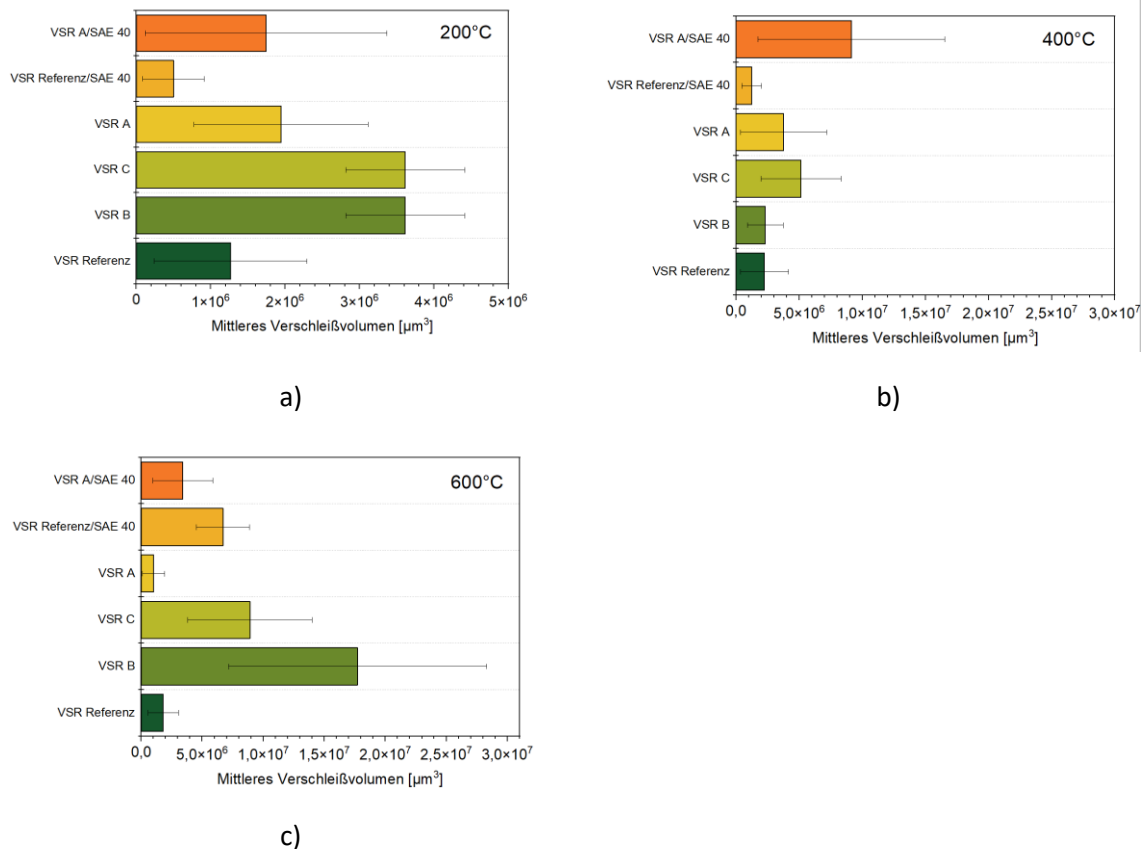 200°C
VSR A/SAE 40
VSR Referenz/SAE 40
VSR A
VSR C
VSR B
VSR Referenz
0 1×10⁶ 2×10⁶ 3×10⁶ 4×10⁶ 5×10⁶
Mittleres Verschleißvolumen [µm³]
a)
400°C
VSR A/SAE 40
VSR Referenz/SAE 40
VSR A
VSR C
VSR B
VSR Referenz
0,0 5,0×10⁶ 1,0×10⁷ 1,5×10⁷ 2,0×10⁷ 2,5×10⁷ 3,0×10⁷
Mittleres Verschleißvolumen [µm³]
b)
600°C
VSR A/SAE 40
VSR Referenz/SAE 40
VSR A
VSR C
VSR B
VSR Referenz
0,0 5,0×10⁶ 1,0×10⁷ 1,5×10⁷ 2,0×10⁷ 2,5×10⁷ 3,0×10⁷
Mittleres Verschleißvolumen [µm³]
c)